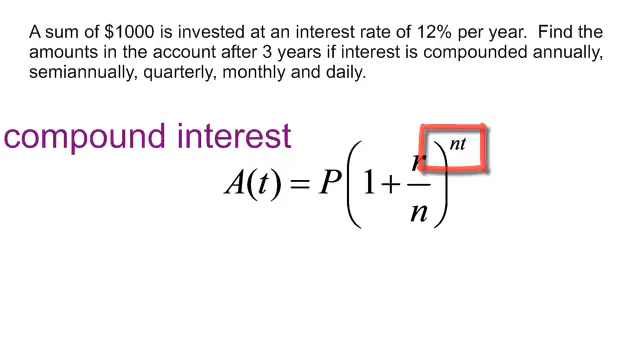 A sum of $1000 is invested at an interest rate of 12% per year. Find the
amounts in the account after 3 years if interest is compounded annually,
semiannually, quarterly, monthly and daily.
compound interest
A(t) = P(1 + r/n)^nt